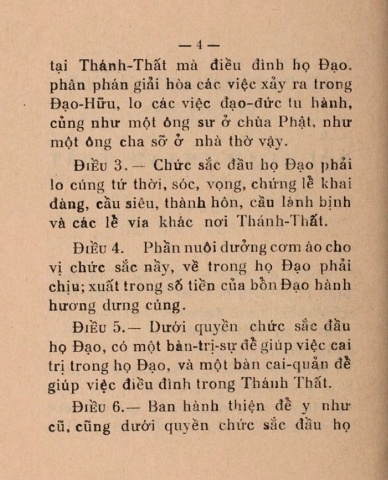 — 4 —
tại Thánh-Thất mà điều đình họ Đạo.
phân phán giải hòa các việc xảy ra trong
Đạo-Hữu, lo các việc đạo-đức tu hành,
củng như một ông sư ở chùa Phật, như
một ông cha sỡ ở nhà thờ vậy.
ĐIỀU 3.— Chức sắc đầu họ Đạo phải
lo cúng tứ thời, sóc, vọng, chứng lễ khai
đàng, cầu siêu, thành hôn, cầu lành bịnh
và các lễ vía khác nơi Thánh-Thất.
ĐIỀU 4. Phần nuôi dưỡng cơm áo cho
vị chức sắc nầy, về trong họ Đạo phải
chịu; xuất trong số tiền của bồn Đạo hành
hương dưng cúng.
ĐIỀU 5.— Dưới quyền chức sắc đầu
họ Đạo, có một bàn-trị-sự để giúp việc cai
trị trong họ Đạo, và một bàn cai-quản để
giúp việc điều đình trong Thánh Thất.
ĐIỀU 6.— Ban hành thiện để y như
cũ, cũng dưới quyền chức sắc đầu họ